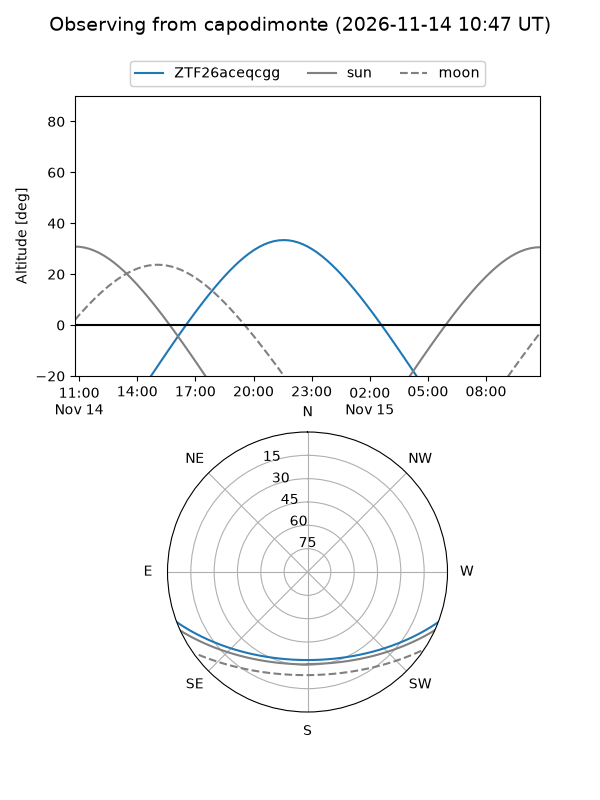 Observing from capodimonte (2026-11-14 10:47 UT)
ZTF26aceqcgg sun moon
80
60
40
20
0
−20
Altitude [deg]
11:00 14:00 17:00 20:00 23:00 02:00 05:00 08:00
Nov 14 Nov 15
N
NE NW
15
30
45
60
75
E W
SE SW
S